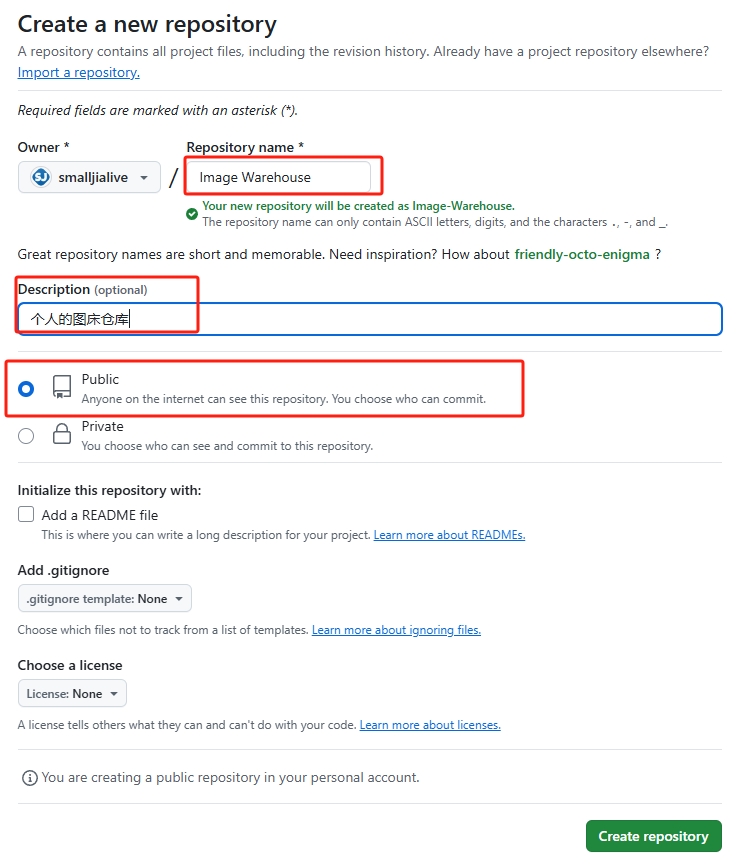 Create a new repository
A repository contains all project files, including the revision history. Already have a project repository elsewhere?
Import a repository.
Required fields are marked with an asterisk (*).
Owner * Repository name *
SJ smalljialive / Image Warehouse
Your new repository will be created as Image-Warehouse.
The repository name can only contain ASCII letters, digits, and the characters ., -, and _.
Great repository names are short and memorable. Need inspiration? How about friendly-octo-enigma ?
Description (optional)
个人的图床仓库
Public
Anyone on the internet can see this repository. You choose who can commit.
Private
You choose who can see and commit to this repository.
Initialize this repository with:
Add a README file
This is where you can write a long description for your project. Learn more about READMEs.
Add .gitignore
.gitignore template: None
Choose which files not to track from a list of templates. Learn more about ignoring files.
Choose a license
License: None
A license tells others what they can and can't do with your code. Learn more about licenses.
You are creating a public repository in your personal account.
Create repository